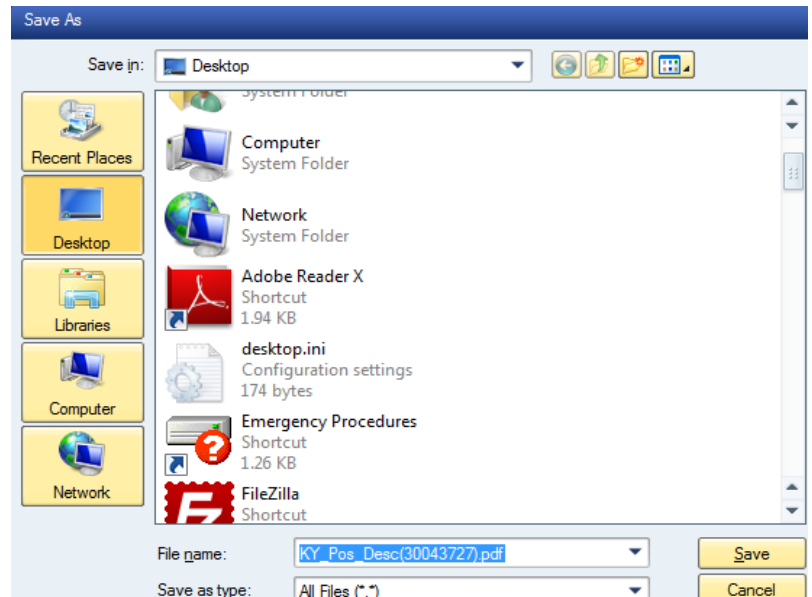 Save As
Save in:
Desktop
Recent Places
Desktop
Libraries
Computer
Network
System Folder
Computer
System Folder
Network
System Folder
Adobe Reader X
Shortcut
1.94 KB
desktop.ini
Configuration settings
174 bytes
Emergency Procedures
Shortcut
1.26 KB
FileZilla
Shortcut
File name:
KY_Pos_Desc(30043727).pdf
Save
Save as type:
All Files (*.*)
Cancel